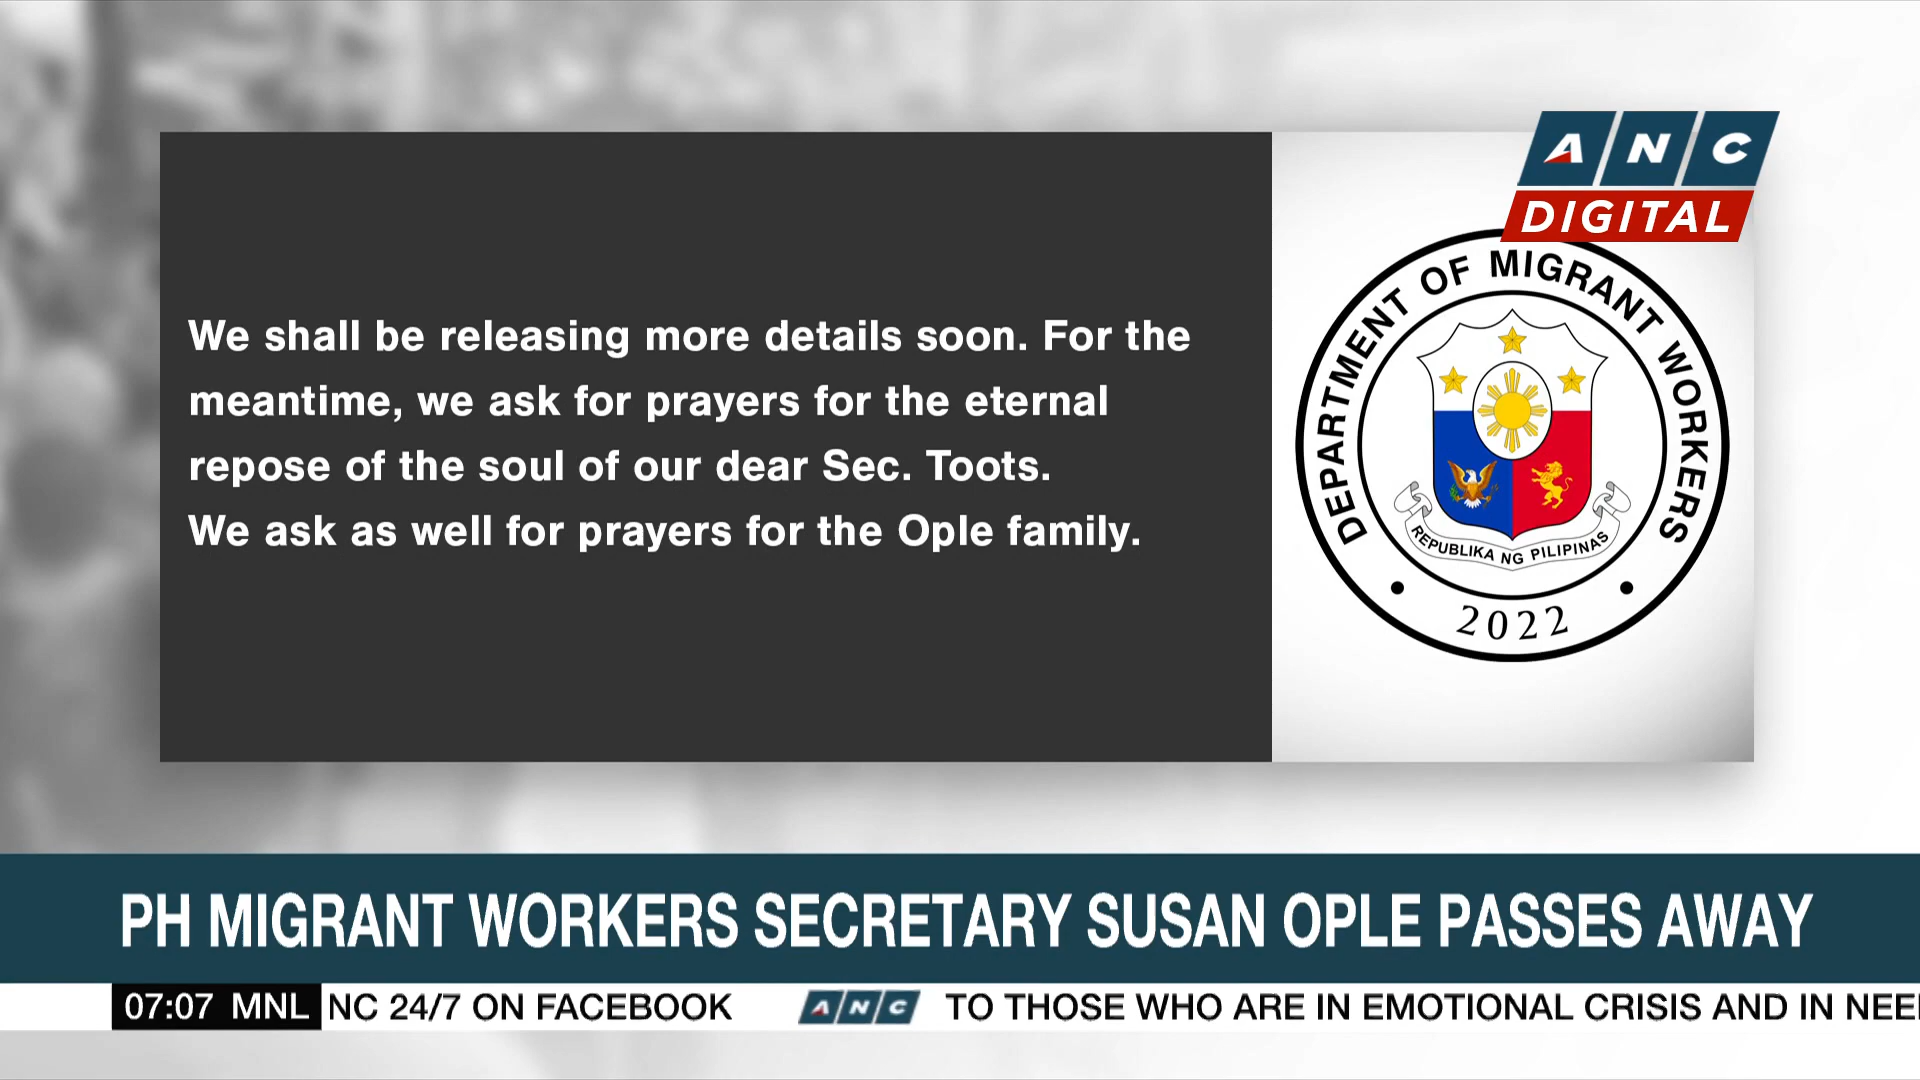 ANC
DIGITAL
We shall be releasing more details soon. For the
meantime, we ask for prayers for the eternal
repose of the soul of our dear Sec. Toots.
We ask as well for prayers for the Ople family.
DEPARTMENT OF MIGRANT WORKERS
REPUBLIKA NG PILIPINAS
2022
PH MIGRANT WORKERS SECRETARY SUSAN OPLE PASSES AWAY
07:07 MNL NC 24/7 ON FACEBOOK ANC TO THOSE WHO ARE IN EMOTIONAL CRISIS AND IN NEE